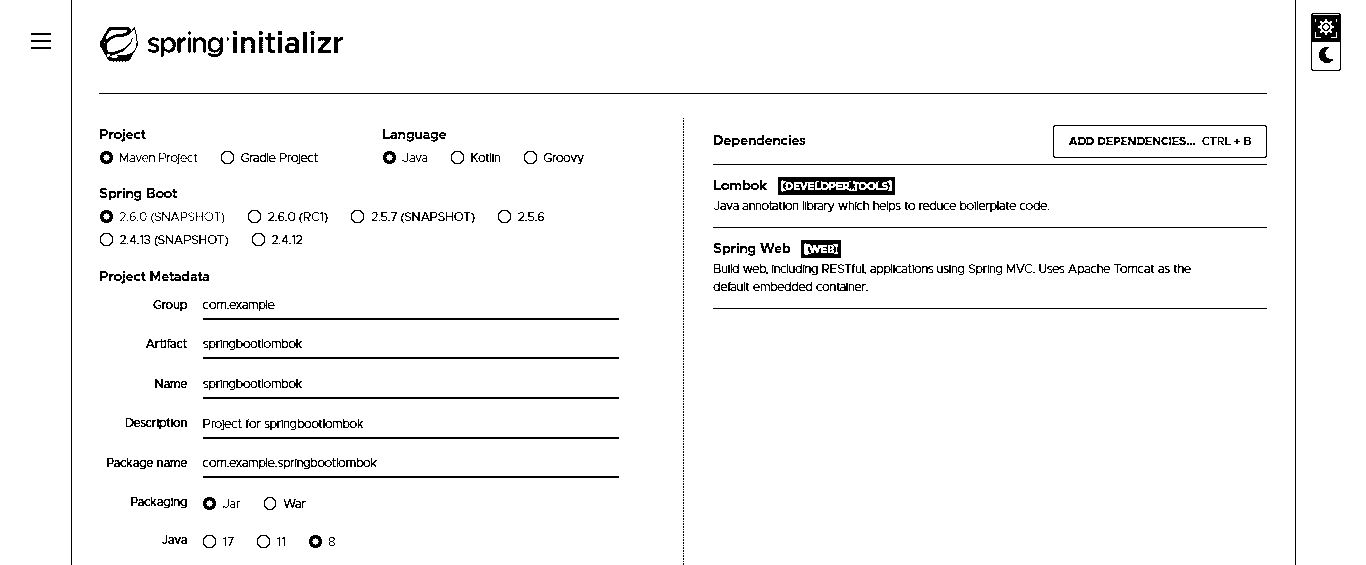 spring initializr
Project
Maven Project Gradle Project
Language
Java Kotlin Groovy
Spring Boot
2.6.0 (SNAPSHOT) 2.6.0 (RC1) 2.5.7 (SNAPSHOT) 2.5.6
2.4.13 (SNAPSHOT) 2.4.12
Project Metadata
Group com.example
Artifact springbootlombok
Name springbootlombok
Description Project for springbootlombok
Package name com.example.springbootlombok
Packaging Jar War
Java 17 11 8
Dependencies
ADD DEPENDENCIES... CTRL + B
Lombok [DEVELOPER TOOLS]
Java annotation library which helps to reduce boilerplate code.
Spring Web [WEB]
Build web, including RESTful, applications using Spring MVC. Uses Apache Tomcat as the
default embedded container.